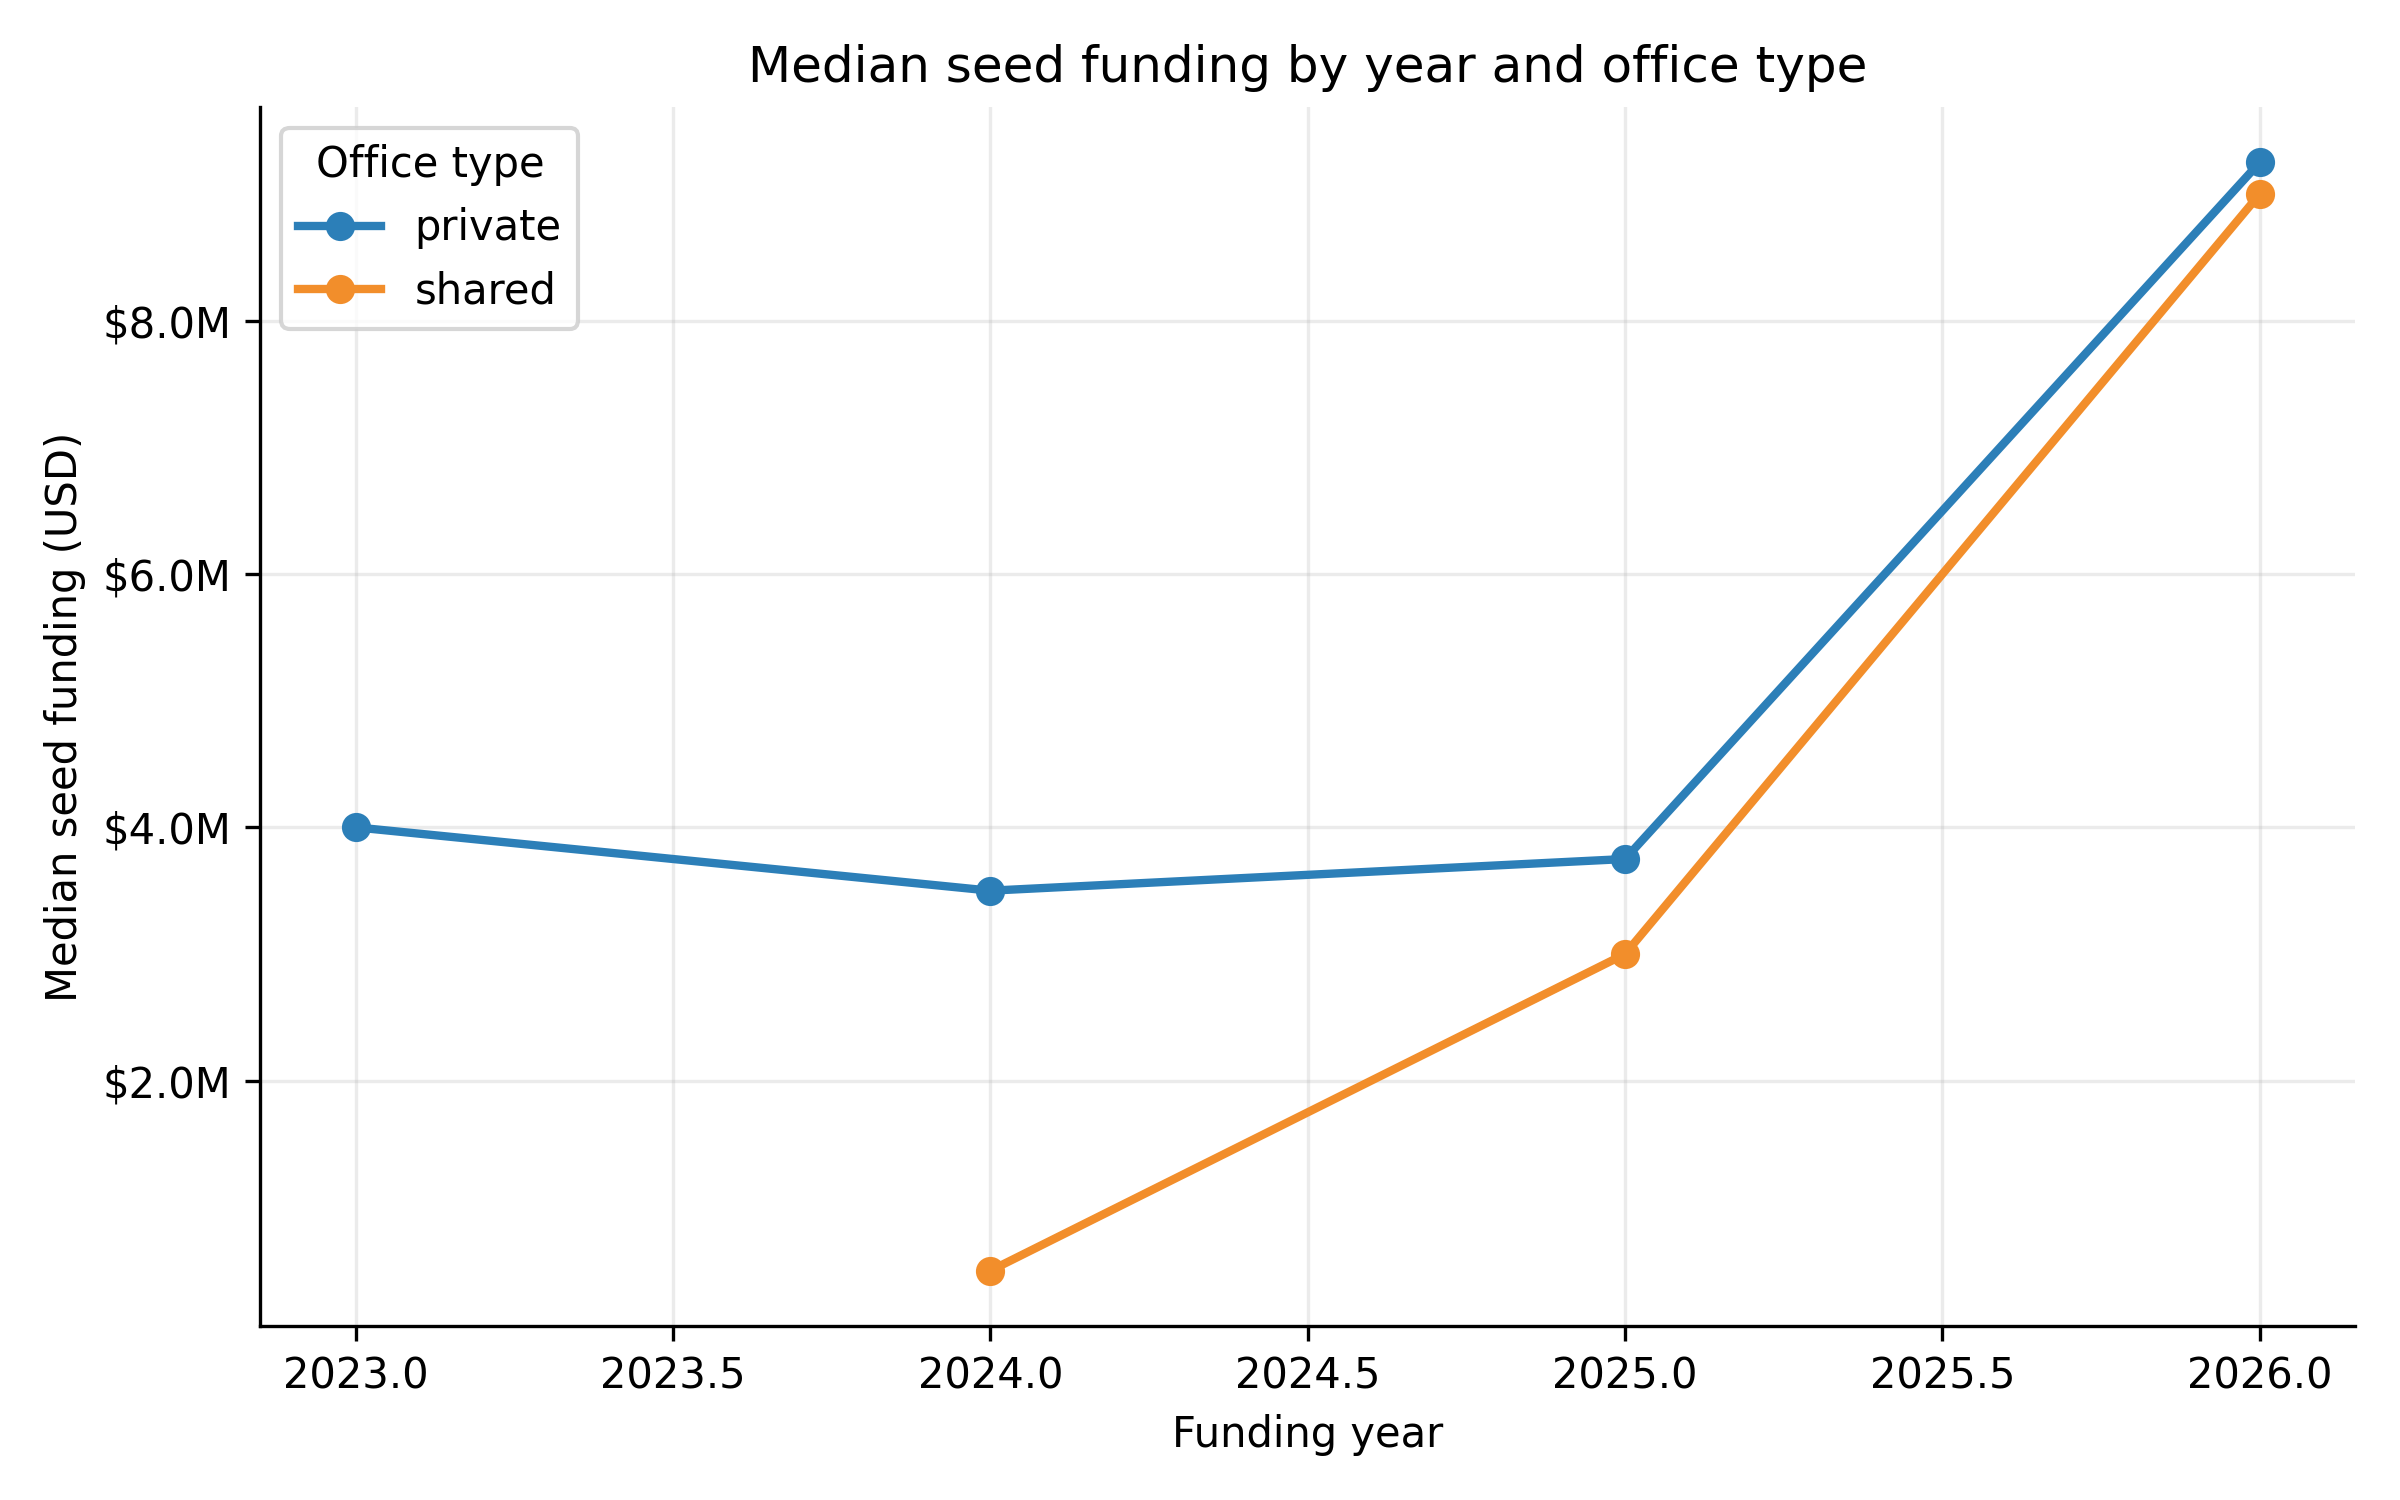 Median seed funding by year and office type
Office type
private
shared
Median seed funding (USD)
$8.0M
$6.0M
$4.0M
$2.0M
2023.0
2023.5
2024.0
2024.5
2025.0
2025.5
2026.0
Funding year